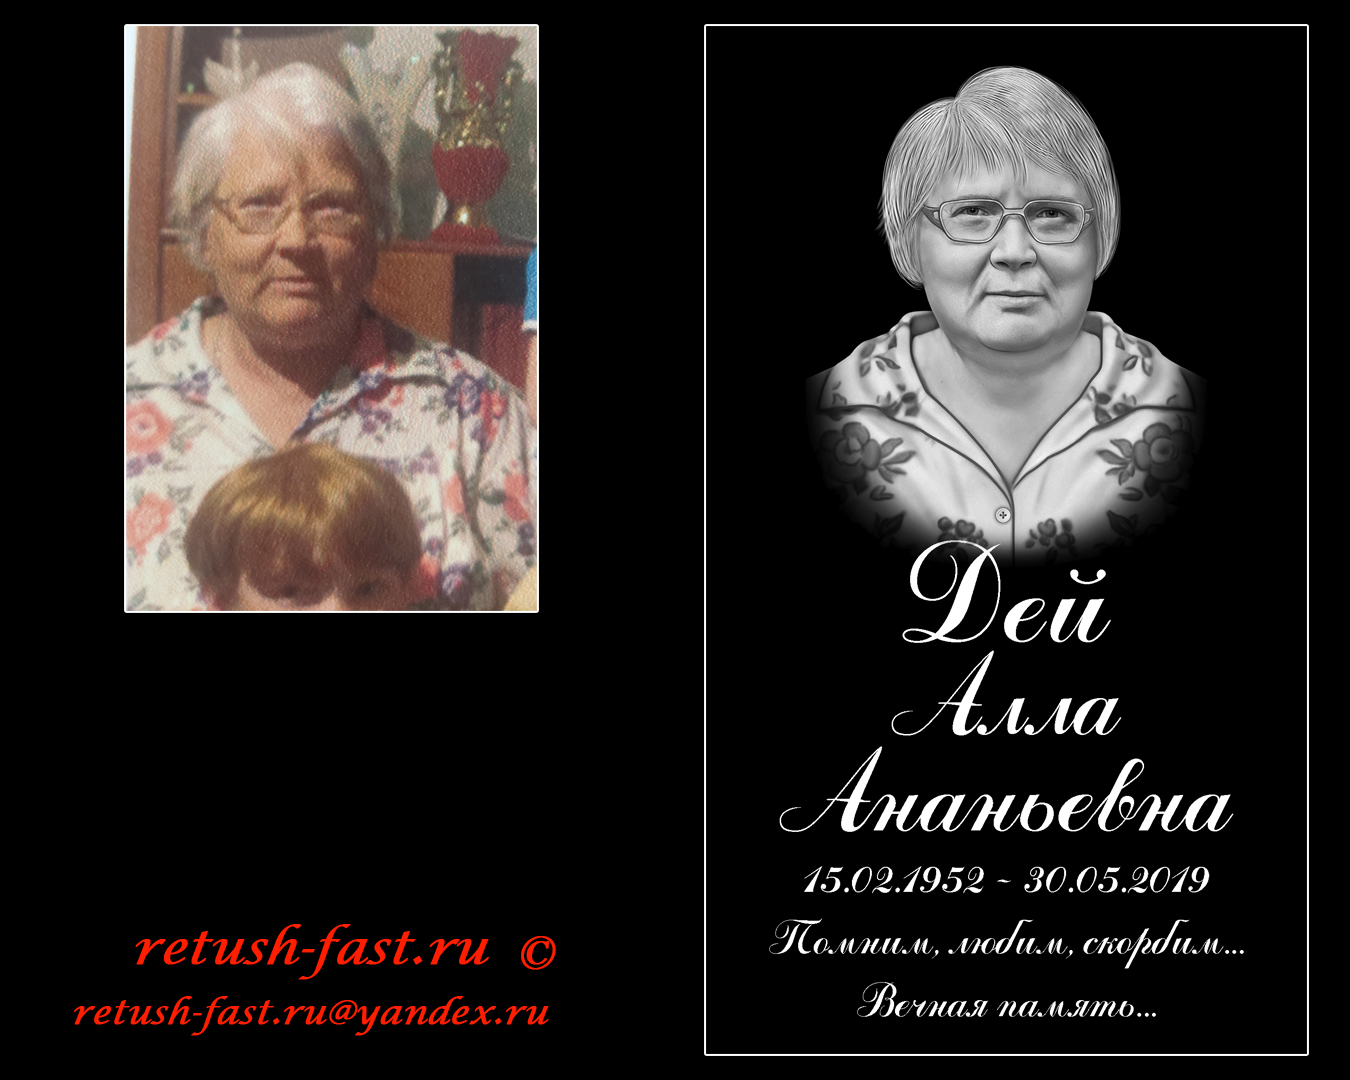 Дей
Алла
Ананьевна
15.02.1952 ~ 30.05.2019
Помним, любим, скорбим...
Вечная память...
retush-fast.ru ©
retush-fast.ru@yandex.ru